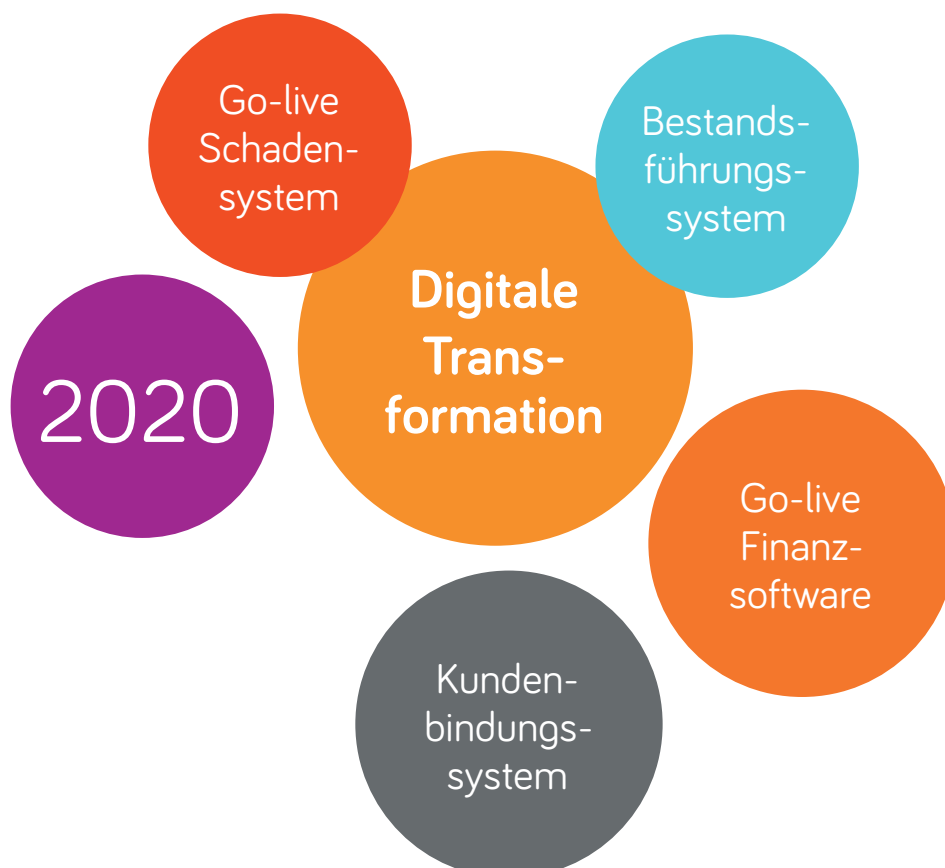 Go-live
Schaden-
system
Bestands-
führungs-
system
Digitale
Trans-
formation
2020
Go-live
Finanz-
software
Kunden-
bindungs-
system